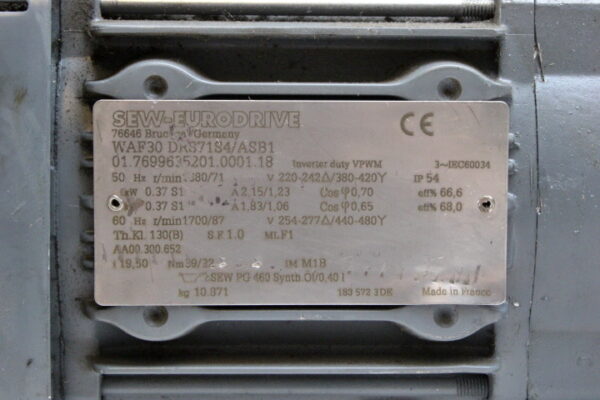 SEW-EURODRIVE
76646 Bruchsal/Germany CE
WAF30 DRS71S4/ASB1
01.7699635201.0001.18 Inverter duty VPWM 3~IEC60034
50 Hz r/min 1380/71 V 220-242Δ/380-420Y IP 54
kW 0.37 S1 A 2,15/1,23 Cos φ 0,70 eff% 66,6
0.37 S1 A 1,83/1,06 Cos φ 0,65 eff% 68,0
60 Hz r/min 1700/87 V 254-277Δ/440-480Y
Th.Kl. 130(B) S.F. 1.0 ML F1
AA00.300.652
i 19,50 Nm 39/32 IM M1B
SEW PG 460 Synth.Öl/0,40 l
kg 10.871 183 572 3 DE Made in France